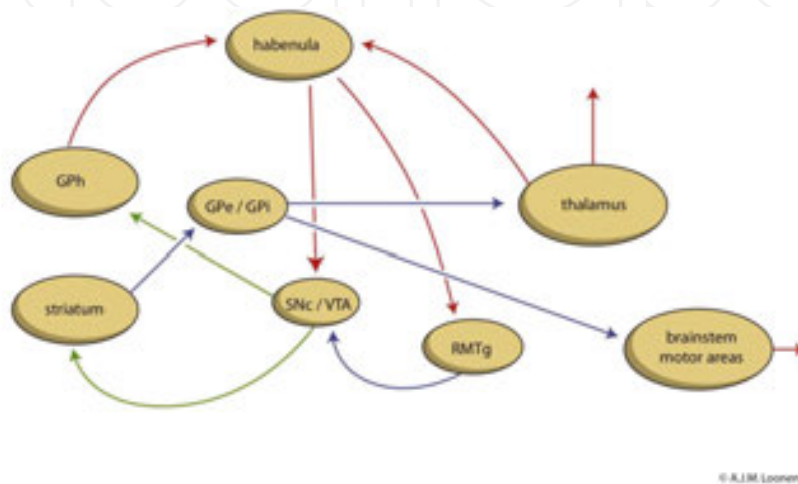 habenula
GPh
GPe / GPi
thalamus
striatum
SNc / VTA
RMTg
brainstem
motor areas
© A.J.M. Loonen